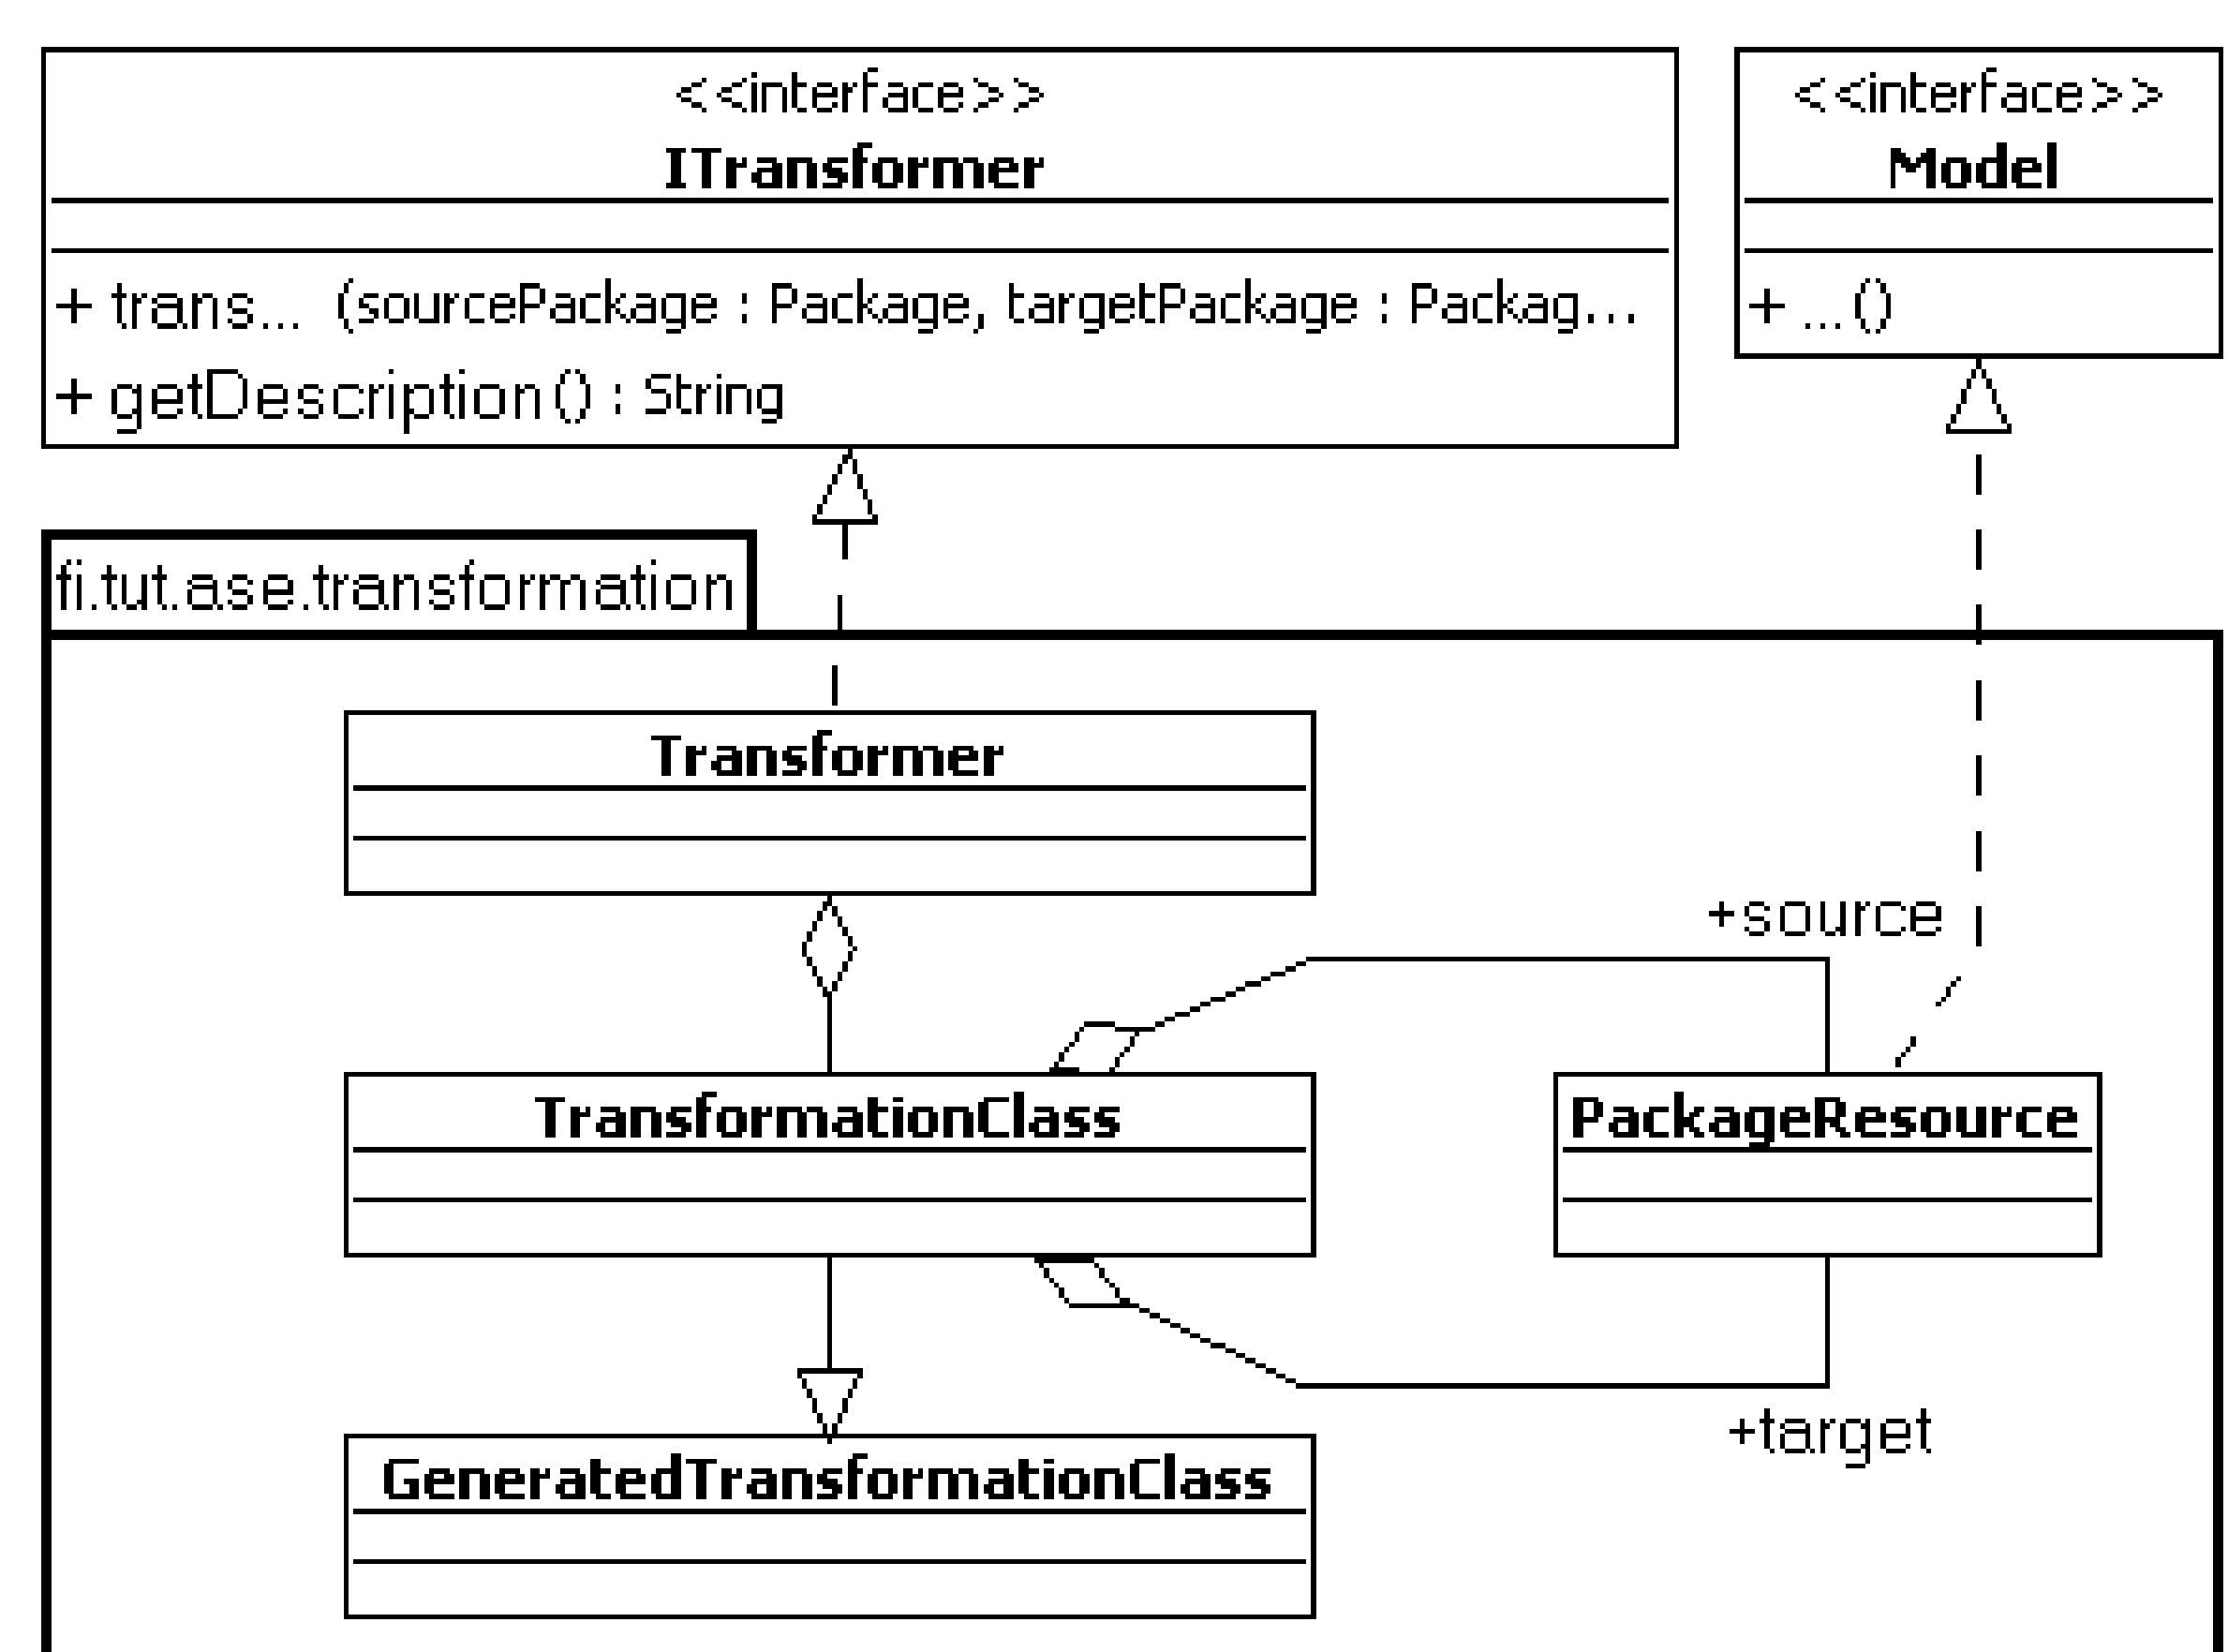 <<interface>>
ITransformer
+ trans... (sourcePackage : Package, targetPackage : Packag...
+ getDescription() : String
<<interface>>
Model
+ ...()
fi.tut.ase.transformation
Transformer
+source
TransformationClass
PackageResource
+target
GeneratedTransformationClass